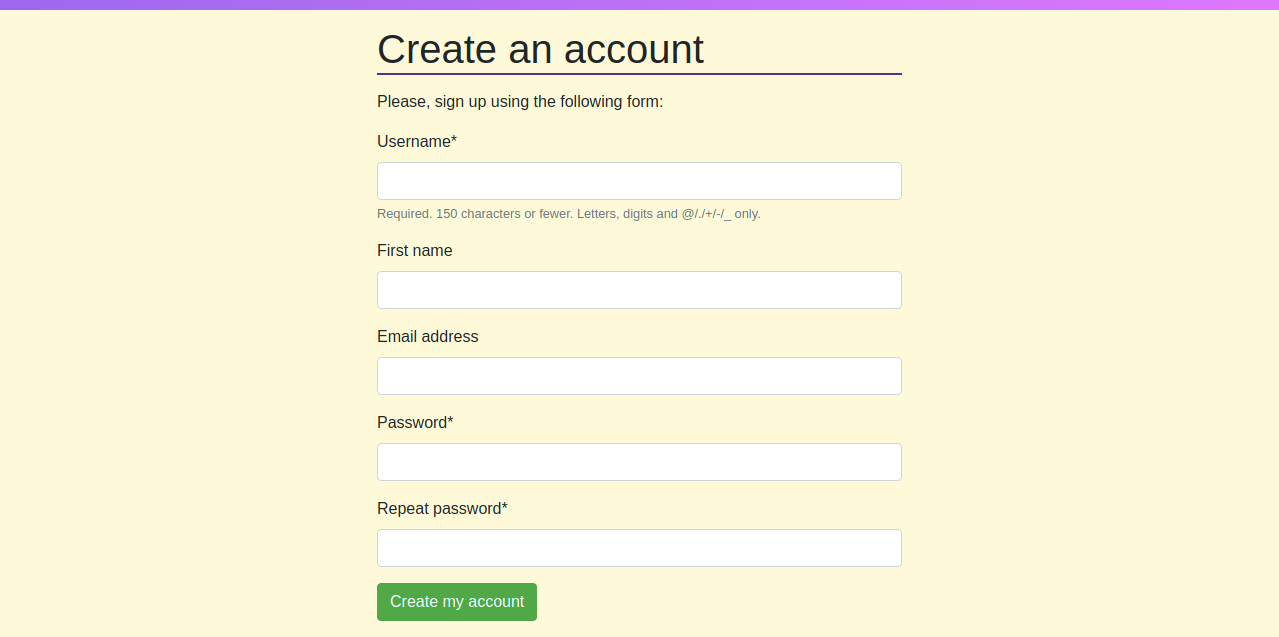 Create an account
Please, sign up using the following form:
Username*
Required. 150 characters or fewer. Letters, digits and @/./+/-/_ only.
First name
Email address
Password*
Repeat password*
Create my account